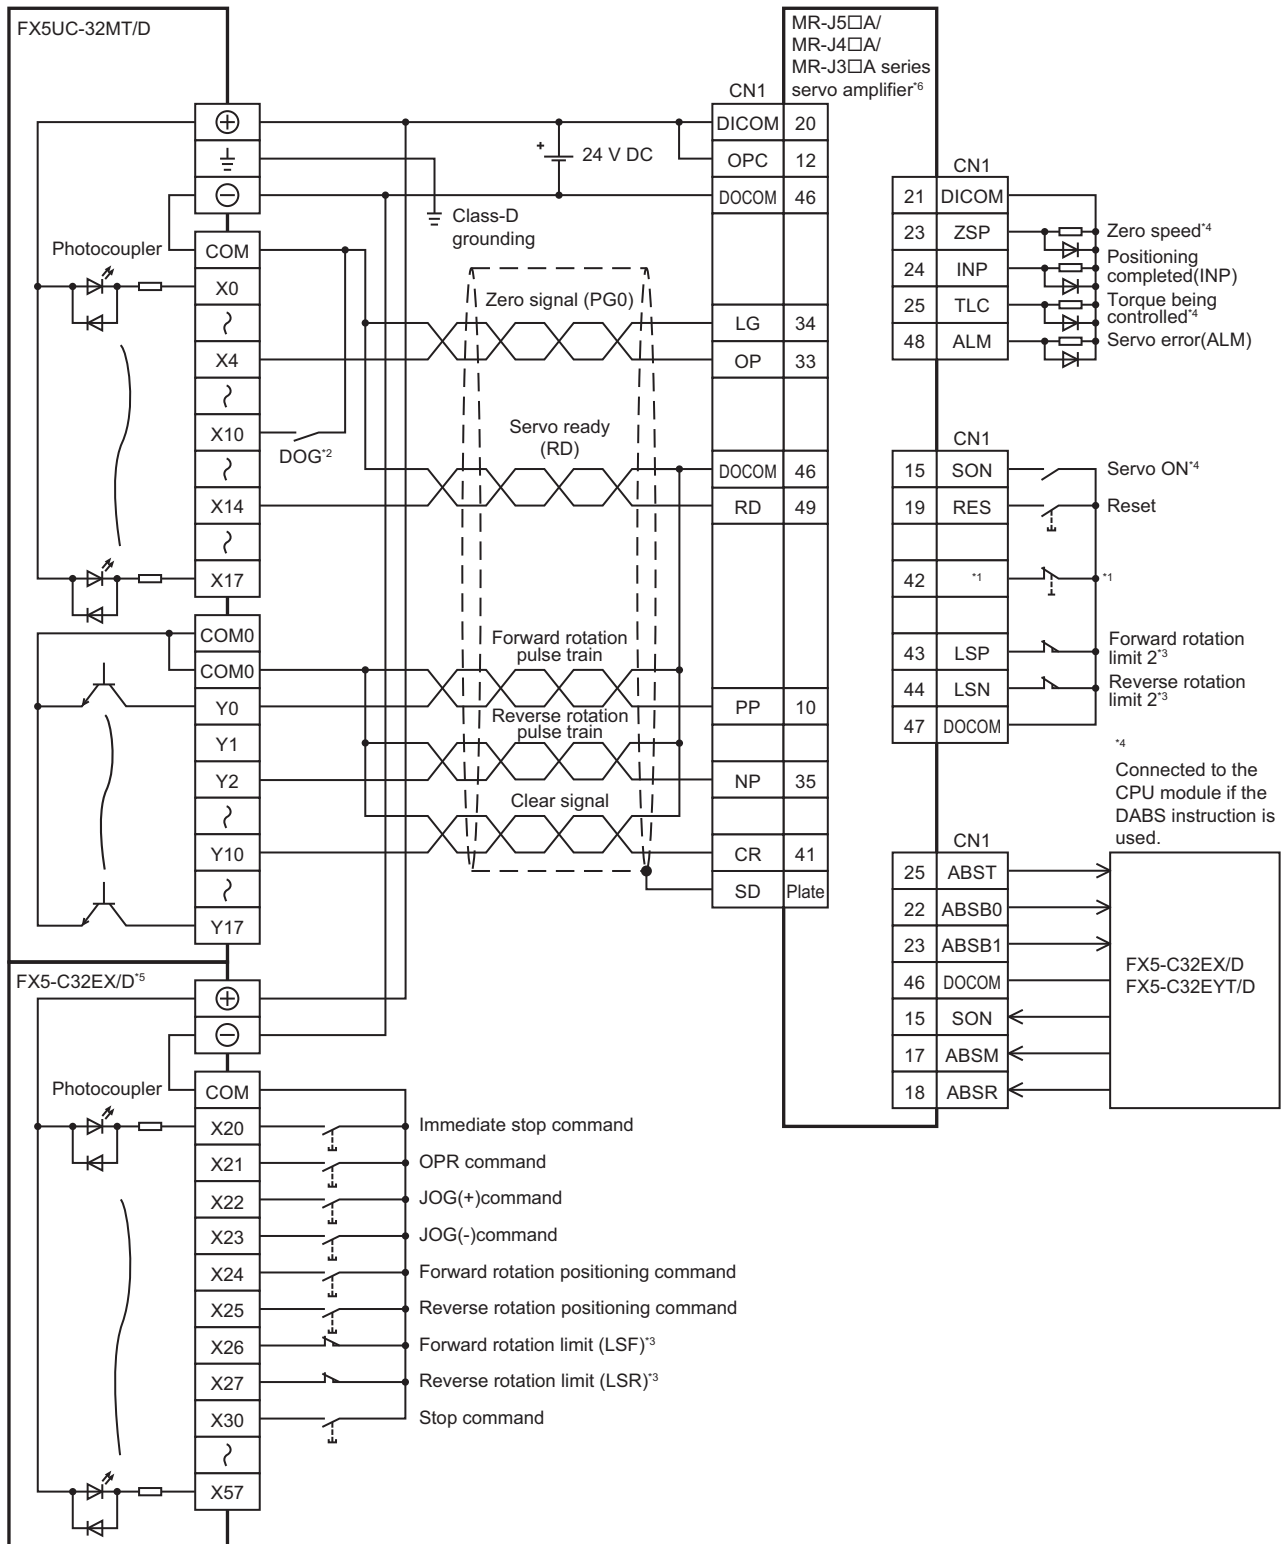 FX5UC-32MT/D
MR-J5□A/
MR-J4□A/
MR-J3□A series
servo amplifier*6
CN1
DICOM 20
24 V DC
OPC 12
DOCOM 46
Class-D
grounding
Photocoupler
COM
X0
Zero signal (PG0)
LG 34
X4
OP 33
X10
DOG*2
Servo ready
(RD)
DOCOM 46
X14
RD 49
X17
COM0
COM0
Forward rotation
pulse train
Y0
PP 10
Y1
Reverse rotation
pulse train
Y2
NP 35
Clear signal
Y10
CR 41
SD Plate
Y17
CN1
21 DICOM
23 ZSP Zero speed*4
24 INP Positioning
completed(INP)
25 TLC Torque being
controlled*4
48 ALM Servo error(ALM)
CN1
15 SON Servo ON*4
19 RES Reset
42 *1 *1
43 LSP Forward rotation
limit 2*3
44 LSN Reverse rotation
limit 2*3
47 DOCOM
*4
Connected to the
CPU module if the
DABS instruction is
used.
CN1
25 ABST
22 ABSB0
23 ABSB1
46 DOCOM
15 SON
17 ABSM
18 ABSR
FX5-C32EX/D
FX5-C32EYT/D
FX5-C32EX/D*5
Photocoupler
COM
X20 Immediate stop command
X21 OPR command
X22 JOG(+)command
X23 JOG(-)command
X24 Forward rotation positioning command
X25 Reverse rotation positioning command
X26 Forward rotation limit (LSF)*3
X27 Reverse rotation limit (LSR)*3
X30 Stop command
X57